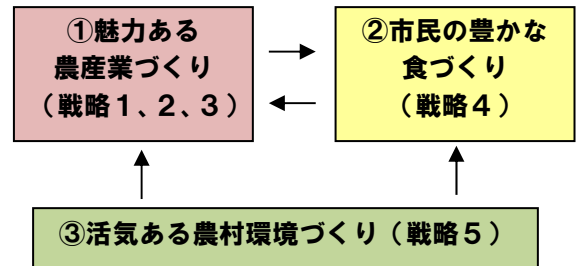 ①魅力ある
農産業づくり
（戦略１、２、３）
②市民の豊かな
食づくり
（戦略４）
③活気ある農村環境づくり（戦略５）